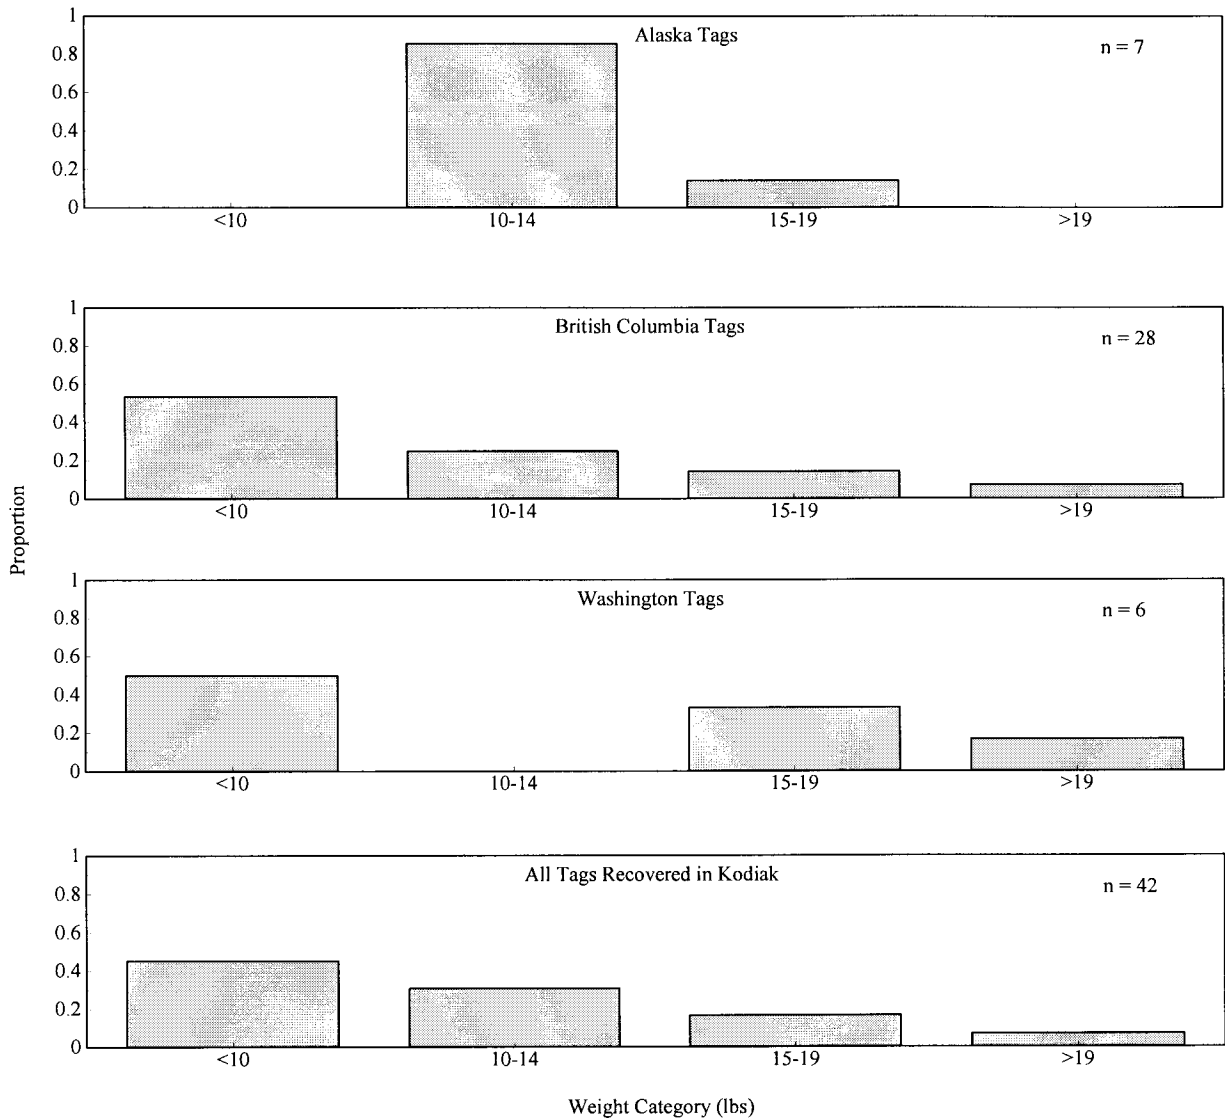 1
Alaska Tags
n = 7
0.8
0.6
0.4
0.2
0
<10 10-14 15-19 >19
1
British Columbia Tags
n = 28
0.8
0.6
0.4
0.2
0
<10 10-14 15-19 >19
Proportion
1
Washington Tags
n = 6
0.8
0.6
0.4
0.2
0
<10 10-14 15-19 >19
1
All Tags Recovered in Kodiak
n = 42
0.8
0.6
0.4
0.2
0
<10 10-14 15-19 >19
Weight Category (lbs)